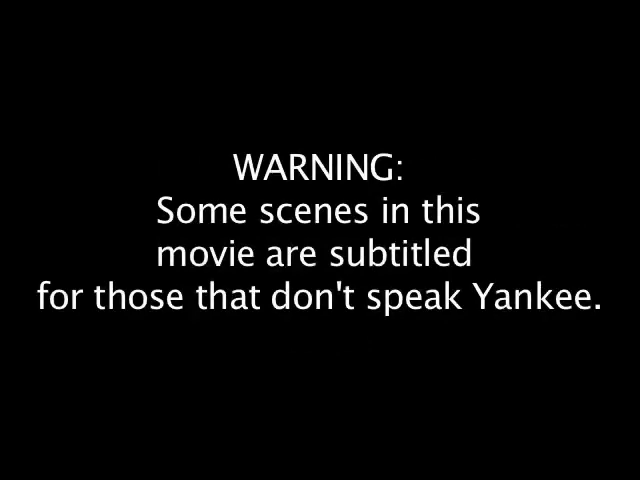 WARNING:
Some scenes in this
movie are subtitled
for those that don't speak Yankee.